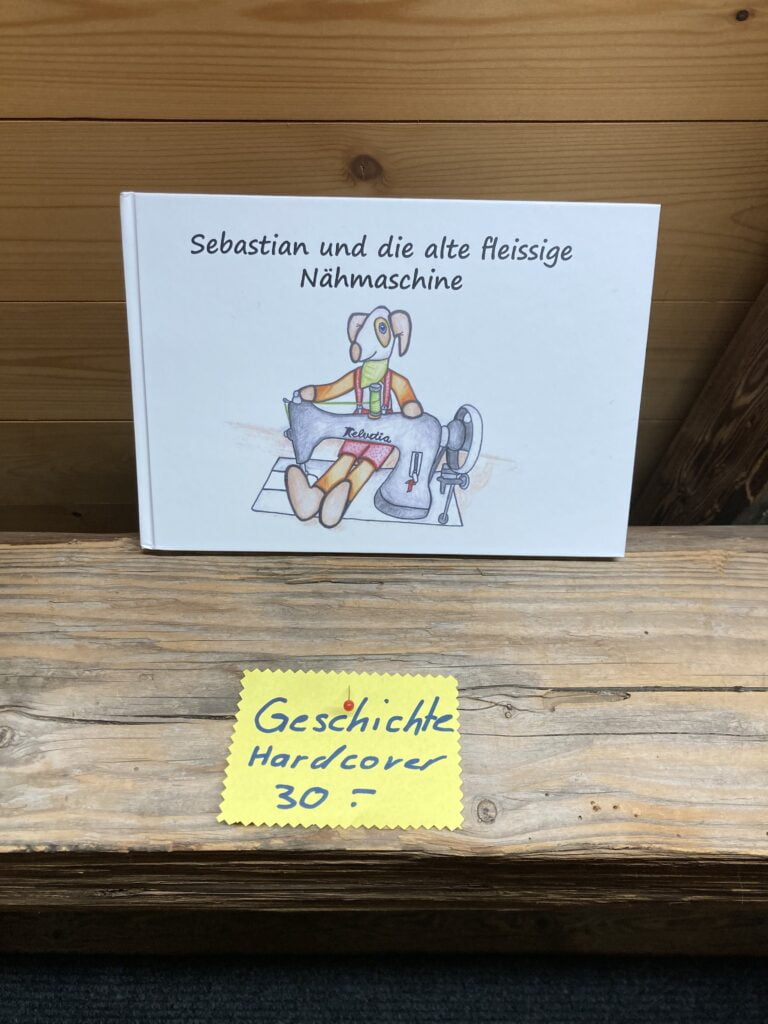 Sebastian und die alte fleissige
Nähmaschine
Helvetia
Geschichte
Hardcover
30.-